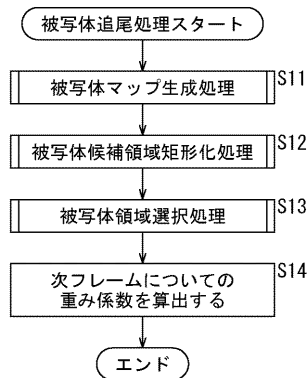 被写体追尾処理スタート
S11
被写体マップ生成処理
S12
被写体候補領域矩形化処理
S13
被写体領域選択処理
S14
次フレームについての
重み係数を算出する
エンド